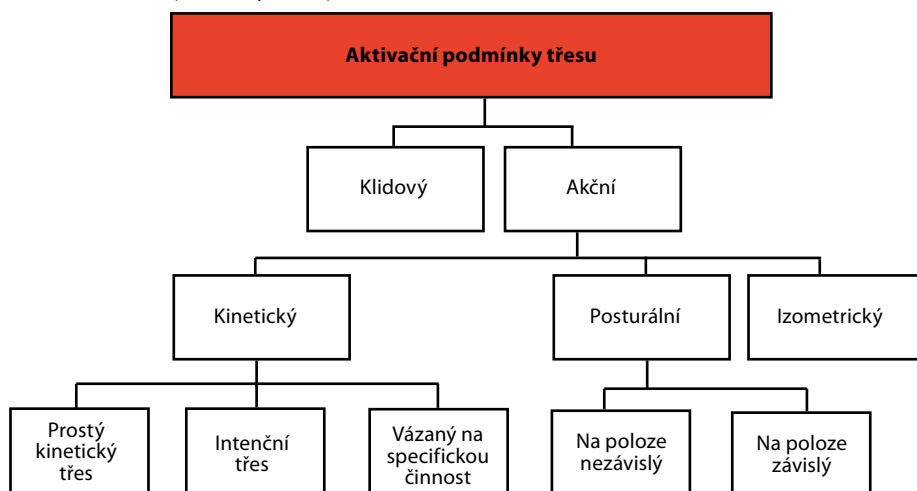 Aktivační podmínky třesu
Klidový
Akční
Kinetický
Posturální
Izometrický
Prostý
kinetický
třes
Intenční
třes
Vázaný na
specifickou
činnost
Na poloze
nezávislý
Na poloze
závislý